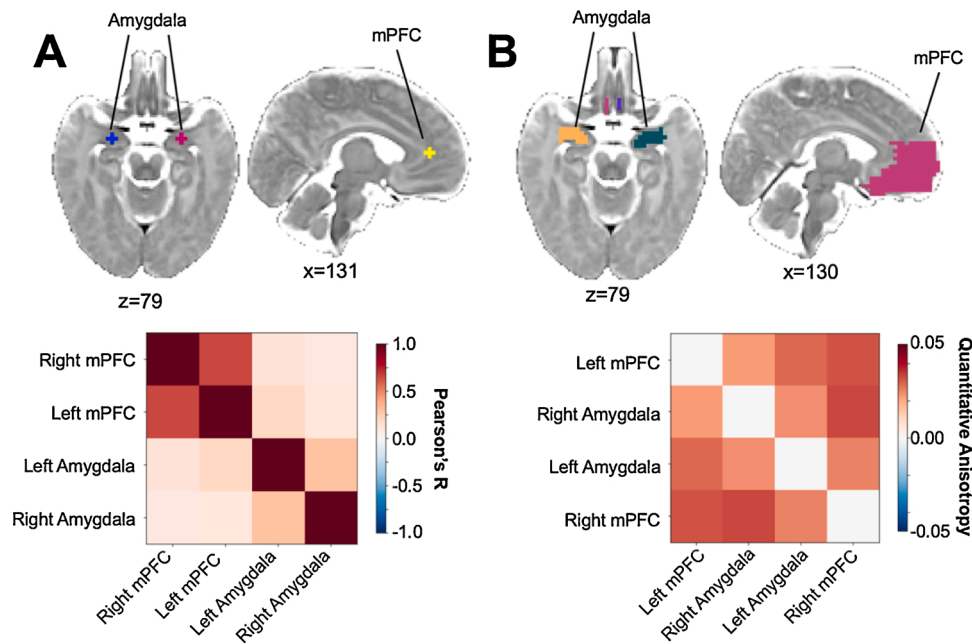 A
Amygdala
mPFC
z=79
x=131
Right mPFC
Left mPFC
Left Amygdala
Right Amygdala
Right mPFC
Left mPFC
Left Amygdala
Right Amygdala
1.0
0.5
0.0
-0.5
-1.0
Pearson's R
B
Amygdala
mPFC
z=79
x=130
Left mPFC
Right Amygdala
Left Amygdala
Right mPFC
Left mPFC
Right Amygdala
Left Amygdala
Right mPFC
0.05
0.00
-0.05
Quantitative Anisotropy